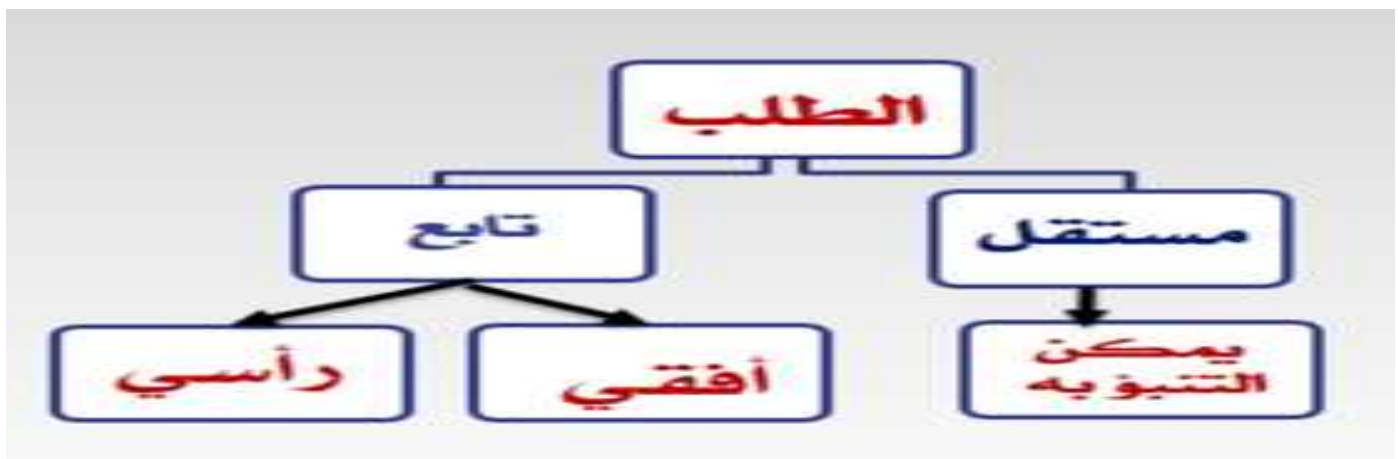 الطلب
مستقل
تابع
يمكن
التنبؤ به
أفقي
رأسي